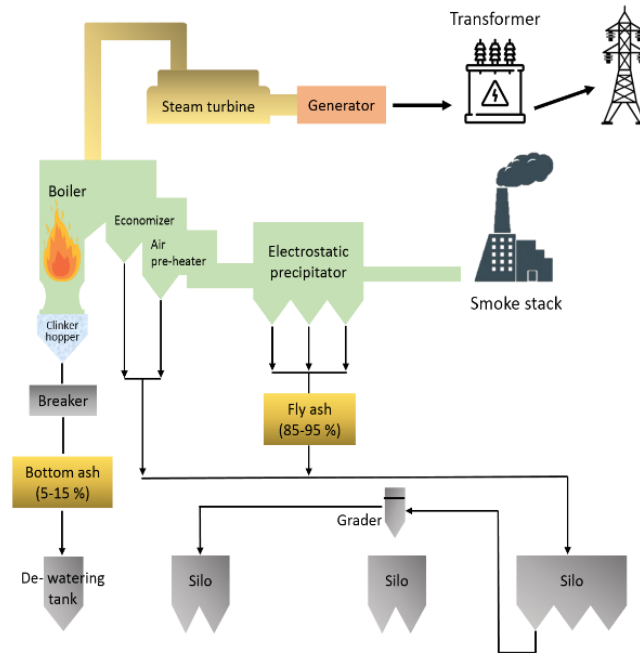 Transformer
Steam turbine
Generator
Boiler
Economizer
Air
pre-heater
Electrostatic
precipitator
Smoke stack
Clinker
hopper
Breaker
Fly ash
(85-95 %)
Bottom ash
(5-15 %)
Grader
De- watering
tank
Silo
Silo
Silo